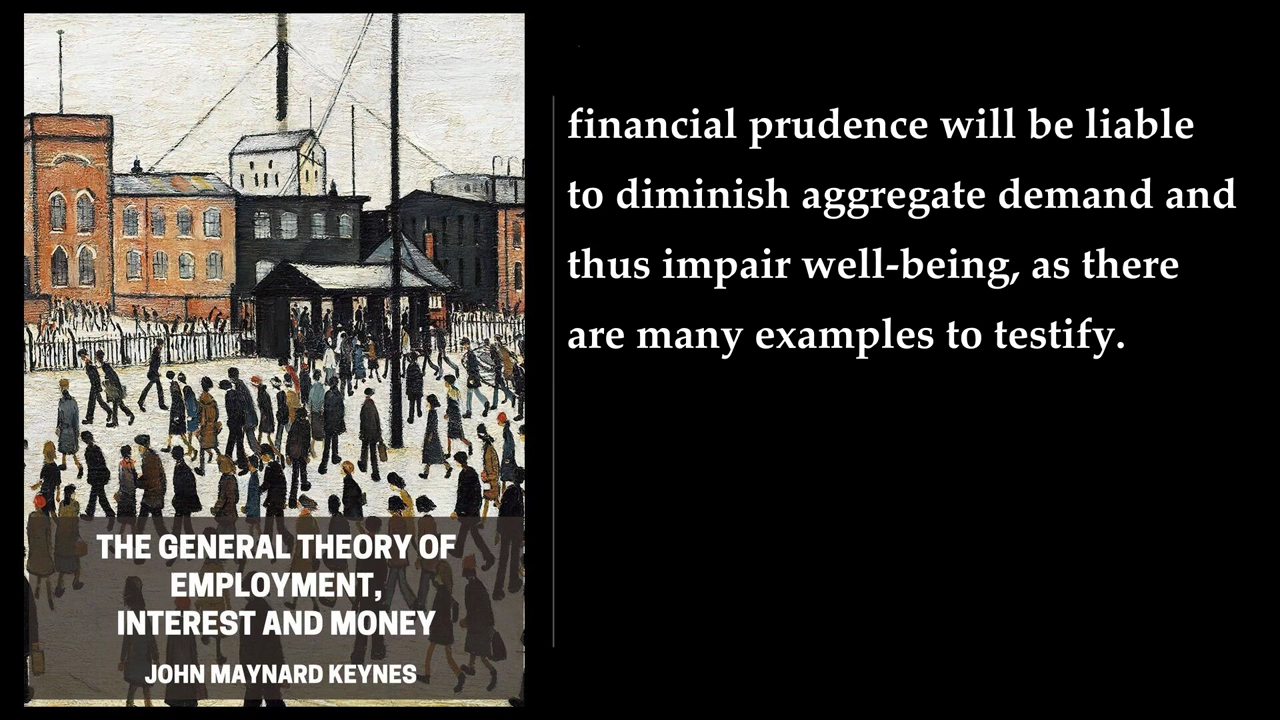 financial prudence will be liable
to diminish aggregate demand and
thus impair well-being, as there
are many examples to testify.
THE GENERAL THEORY OF
EMPLOYMENT,
INTEREST AND MONEY
JOHN MAYNARD KEYNES